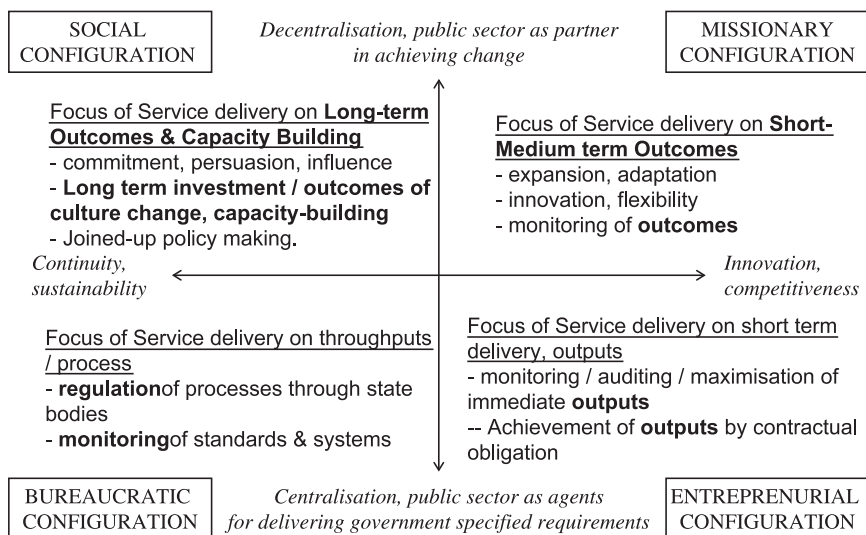 SOCIAL
CONFIGURATION
Decentralisation, public sector as partner
in achieving change
MISSIONARY
CONFIGURATION
Focus of Service delivery on Long-term
Outcomes & Capacity Building
- commitment, persuasion, influence
- Long term investment / outcomes of
culture change, capacity-building
- Joined-up policy making.
Focus of Service delivery on Short-
Medium term Outcomes
- expansion, adaptation
- innovation, flexibility
- monitoring of outcomes
Continuity,
sustainability
Innovation,
competitiveness
Focus of Service delivery on throughputs
/ process
- regulationof processes through state
bodies
- monitoringof standards & systems
Focus of Service delivery on short term
delivery, outputs
- monitoring / auditing / maximisation of
immediate outputs
-- Achievement of outputs by contractual
obligation
BUREAUCRATIC
CONFIGURATION
Centralisation, public sector as agents
for delivering government specified requirements
ENTREPRENURIAL
CONFIGURATION